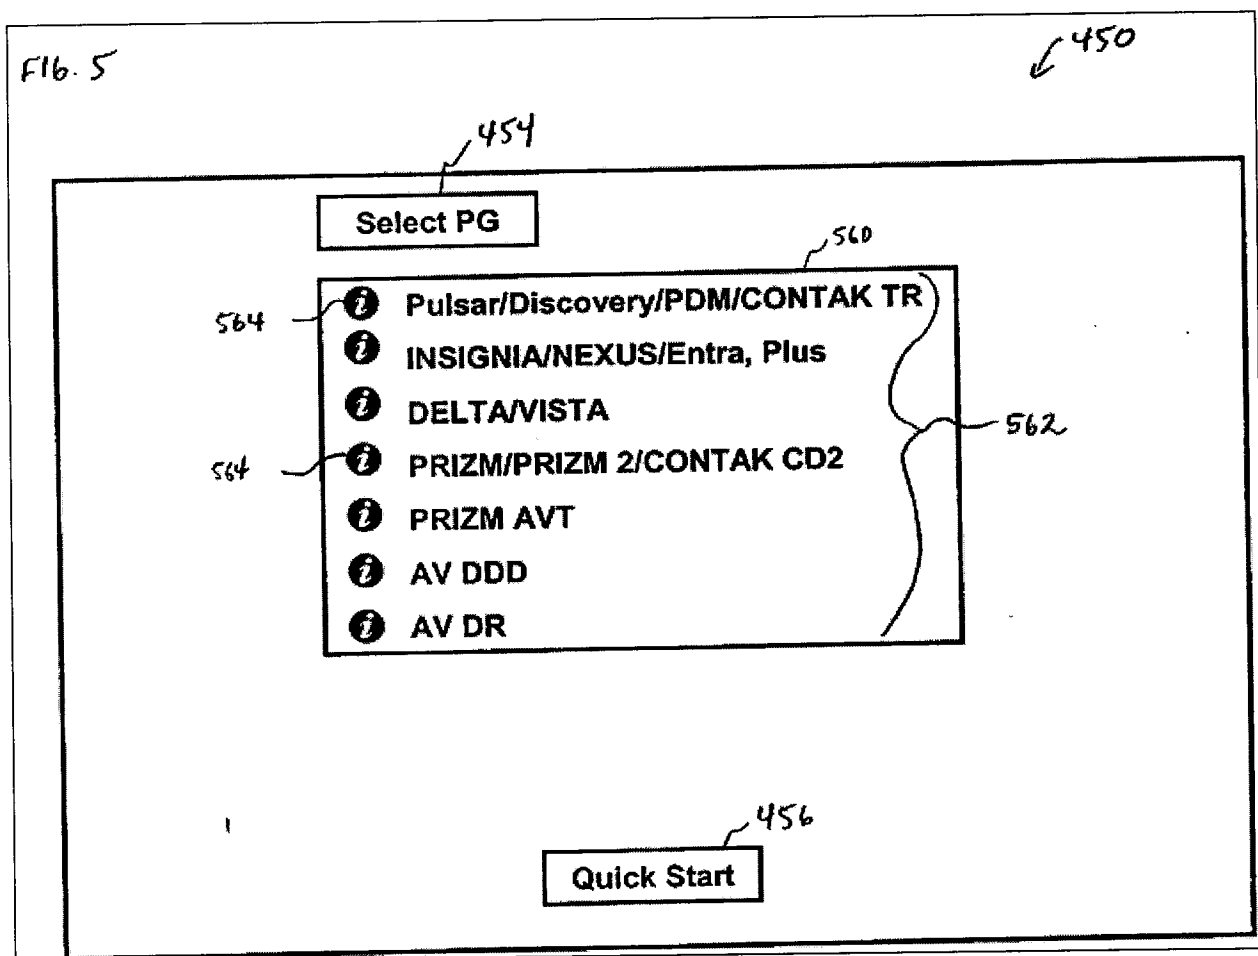 FIG. 5
450
454
Select PG
560
564
i Pulsar/Discovery/PDM/CONTAK TR
i INSIGNIA/NEXUS/Entra, Plus
i DELTA/VISTA
562
564
i PRIZM/PRIZM 2/CONTAK CD2
i PRIZM AVT
i AV DDD
i AV DR
456
Quick Start